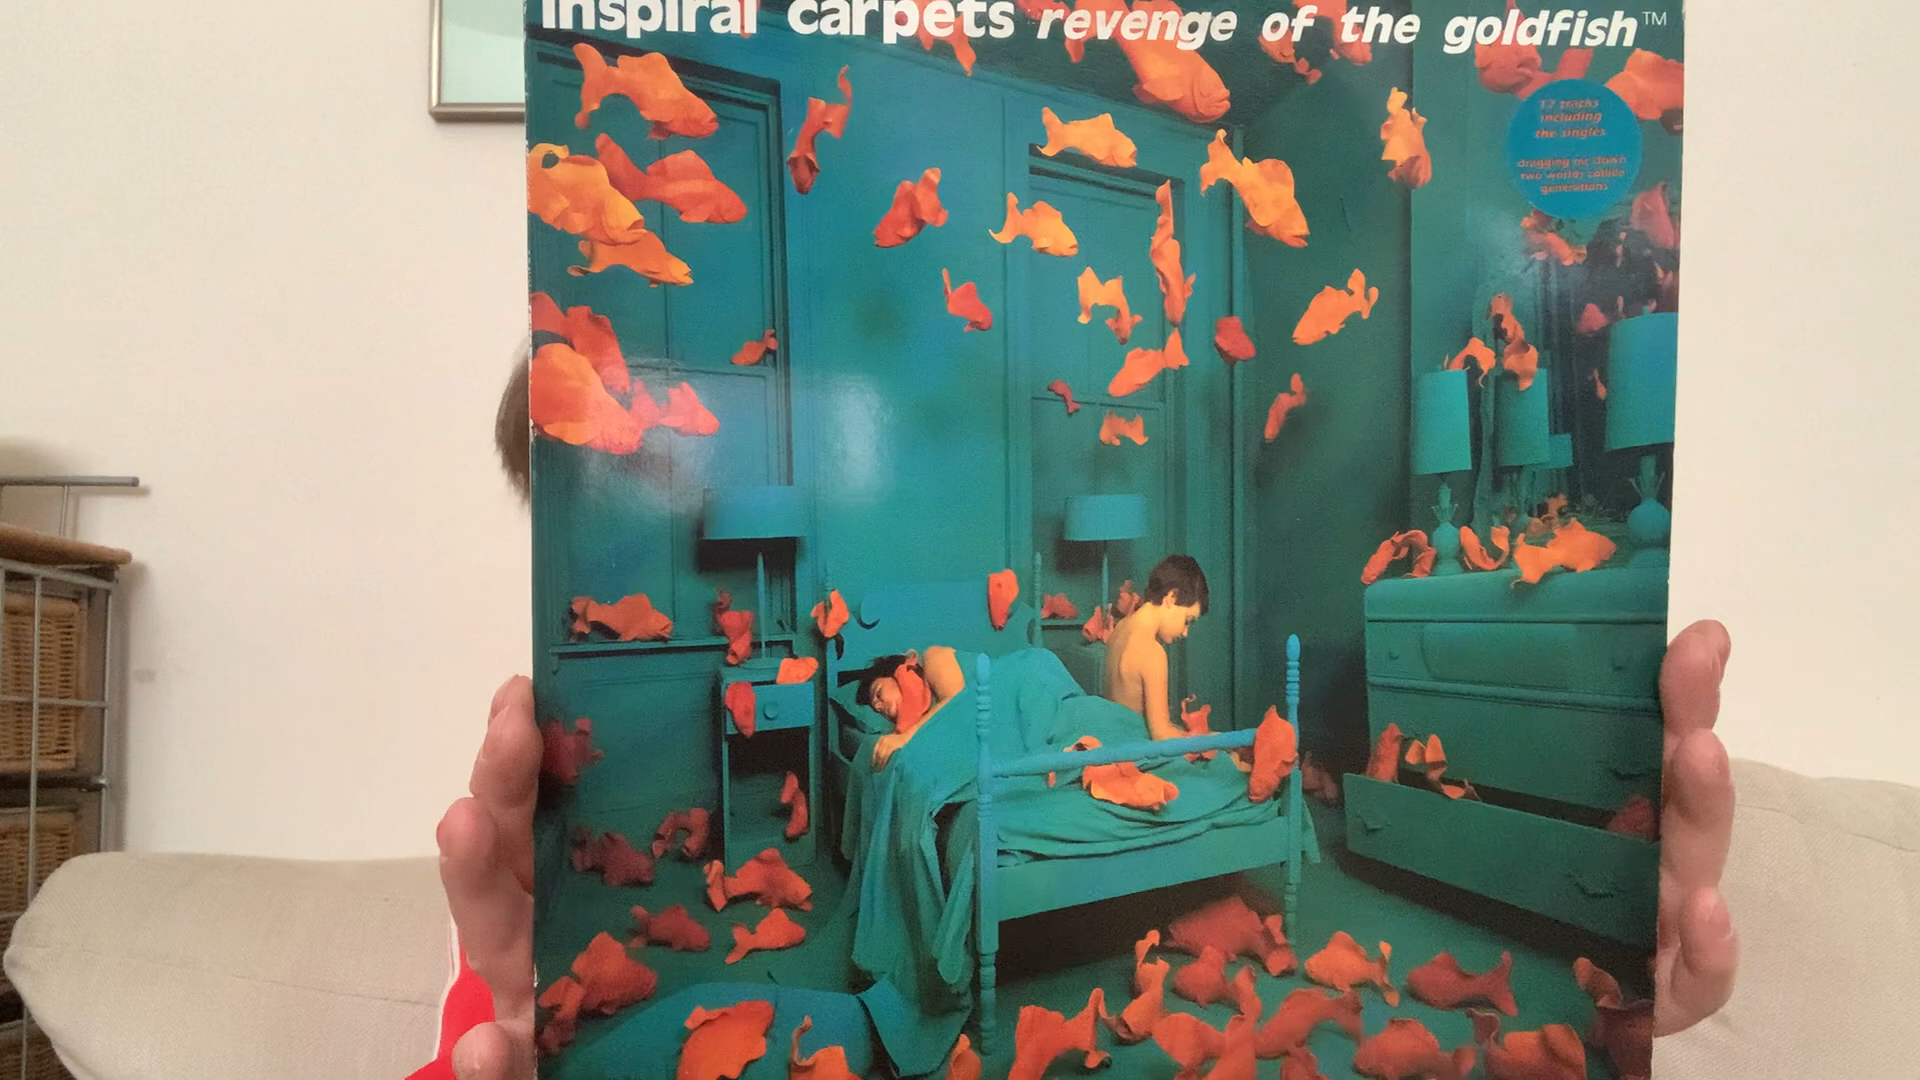 inspiral carpets revenge of the goldfish™
12 tracks
including
the singles
dragging me down
two worlds collide
generations